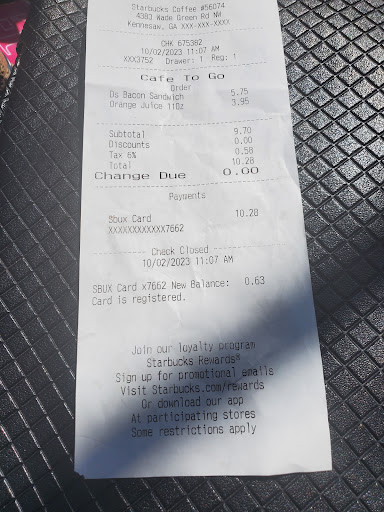 Starbucks Coffee #56074
4383 Wade Green Rd NW
Kennesaw, GA XXX-XXX-XXXX
CHK 675382
10/02/2023 11:07 AM
XXX3752 Drawer: 1 Reg: 1
Cafe To Go
Order
Ds Bacon Sandwich 5.75
Orange Juice 11Oz 3.95
Subtotal 9.70
Discounts 0.00
Tax 6% 0.58
Total 10.28
Change Due 0.00
Payments
Sbux Card 10.28
XXXXXXXXXXXX7662
Check Closed
10/02/2023 11:07 AM
SBUX Card x7662 New Balance: 0.63
Card is registered.
Join our loyalty program
Starbucks Rewards®
Sign up for promotional emails
Visit Starbucks.com/rewards
Or download our app
At participating stores
Some restrictions apply